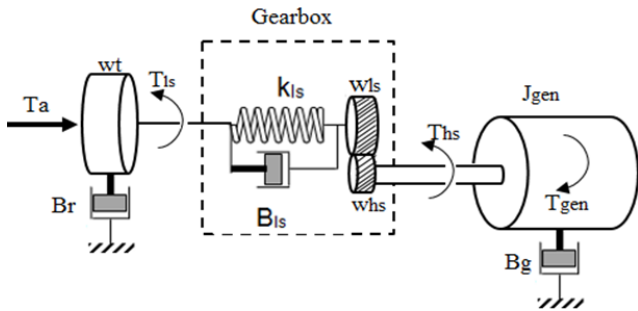 Gearbox
wt
Tls
kls
wls
Jgen
Ta
Ths
Br
Bls
whs
Tgen
Bg